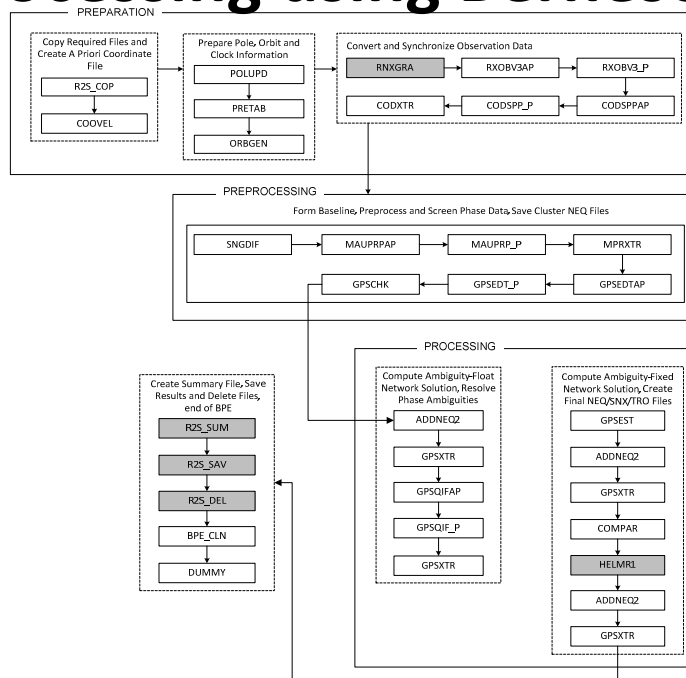 PREPARATION
Copy Required Files and
Create A Priori Coordinate
File
R2S_COP
COOVEL
Prepare Pole, Orbit and
Clock Information
POLUPD
PRETAB
ORBGEN
Convert and Synchronize Observation Data
RNXGRA
RXOBV3AP
RXOBV3_P
CODXTR
CODSPP_P
CODSPPAP
PREPROCESSING
Form Baseline, Preprocess and Screen Phase Data, Save Cluster NEQ Files
SNGDIF
MAUPRPAP
MAUPRP_P
MPRXTR
GPSCHK
GPSEDT_P
GPSEDTAP
PROCESSING
Create Summary File, Save
Results and Delete Files,
end of BPE
R2S_SUM
R2S_SAV
R2S_DEL
BPE_CLN
DUMMY
Compute Ambiguity-Float
Network Solution, Resolve
Phase Ambiguities
ADDNEQ2
GPSXTR
GPSQIFAP
GPSQIF_P
GPSXTR
Compute Ambiguity-Fixed
Network Solution, Create
Final NEQ/SNX/TRO Files
GPSEST
ADDNEQ2
GPSXTR
COMPAR
HELMR1
ADDNEQ2
GPSXTR